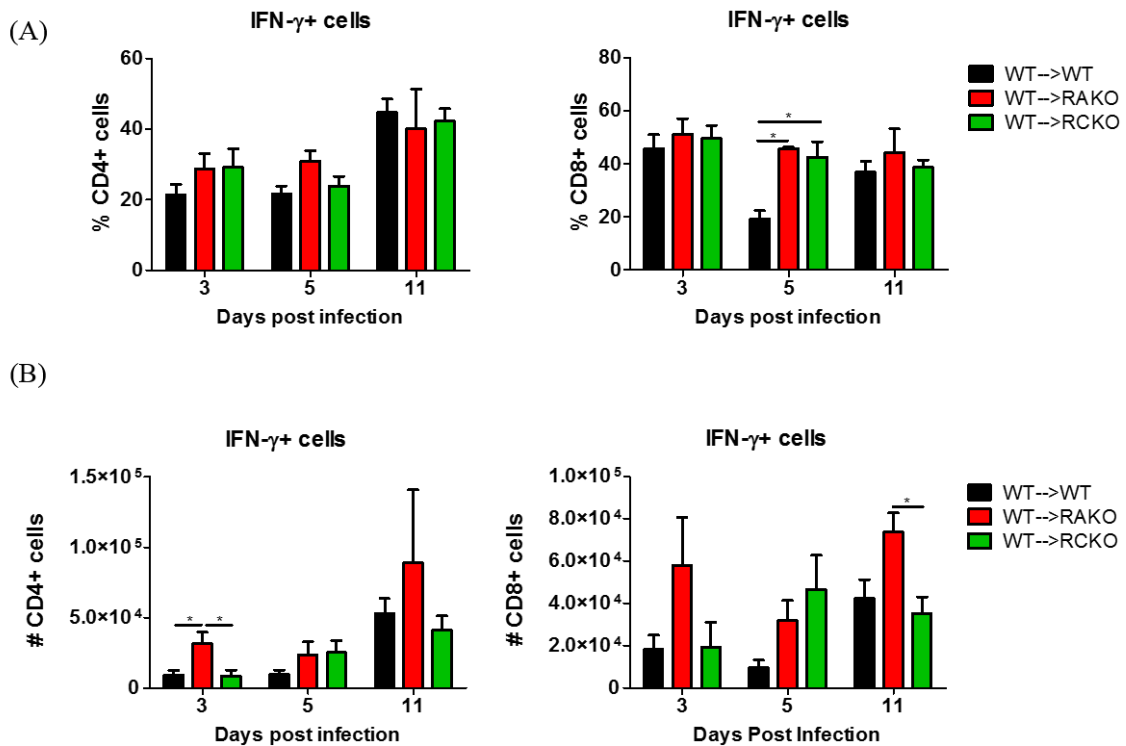 (A)
IFN-γ+ cells
% CD4+ cells
60
40
20
0
3 5 11
Days post infection
IFN-γ+ cells
% CD8+ cells
80
60
40
20
0
* 
*
3 5 11
Days post infection
WT-->WT
WT-->RAKO
WT-->RCKO
(B)
IFN-γ+ cells
# CD4+ cells
1.5×10⁵
1.0×10⁵
5.0×10⁴
0
* *
3 5 11
Days post infection
IFN-γ+ cells
# CD8+ cells
1.0×10⁵
8.0×10⁴
6.0×10⁴
4.0×10⁴
2.0×10⁴
0
*
3 5 11
Days Post Infection
WT-->WT
WT-->RAKO
WT-->RCKO